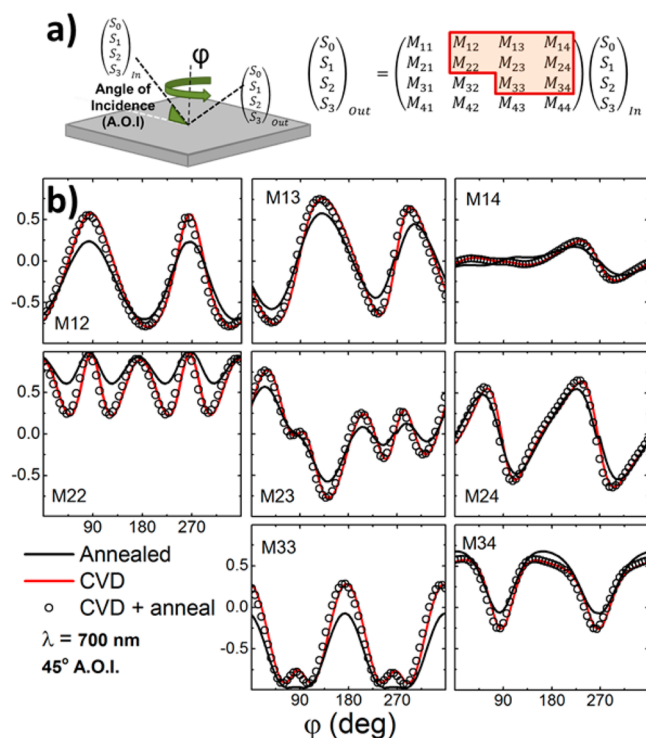 a)
(S0 S1 S2 S3) In
φ
Angle of
Incidence
(A.O.I)
(S0 S1 S2 S3) Out
(S0 S1 S2 S3) Out = (M11 M12 M13 M14
M21 M22 M23 M24
M31 M32 M33 M34
M41 M42 M43 M44) (S0 S1 S2 S3) In
b)
M12
0.5
0.0
-0.5
M13
M14
M22
0.5
0.0
-0.5
90 180 270
M23
M24
Annealed
CVD
CVD + anneal
λ = 700 nm
45° A.O.I.
M33
0.5
0.0
-0.5
90 180 270
M34
90 180 270
φ (deg)